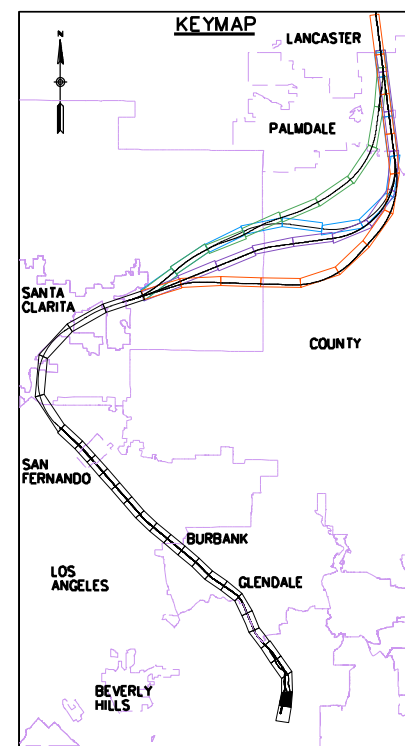 KEYMAP
N
LANCASTER
PALMDALE
SANTA
CLARITA
COUNTY
SAN
FERNANDO
BURBANK
LOS
ANGELES
GLENDALE
BEVERLY
HILLS